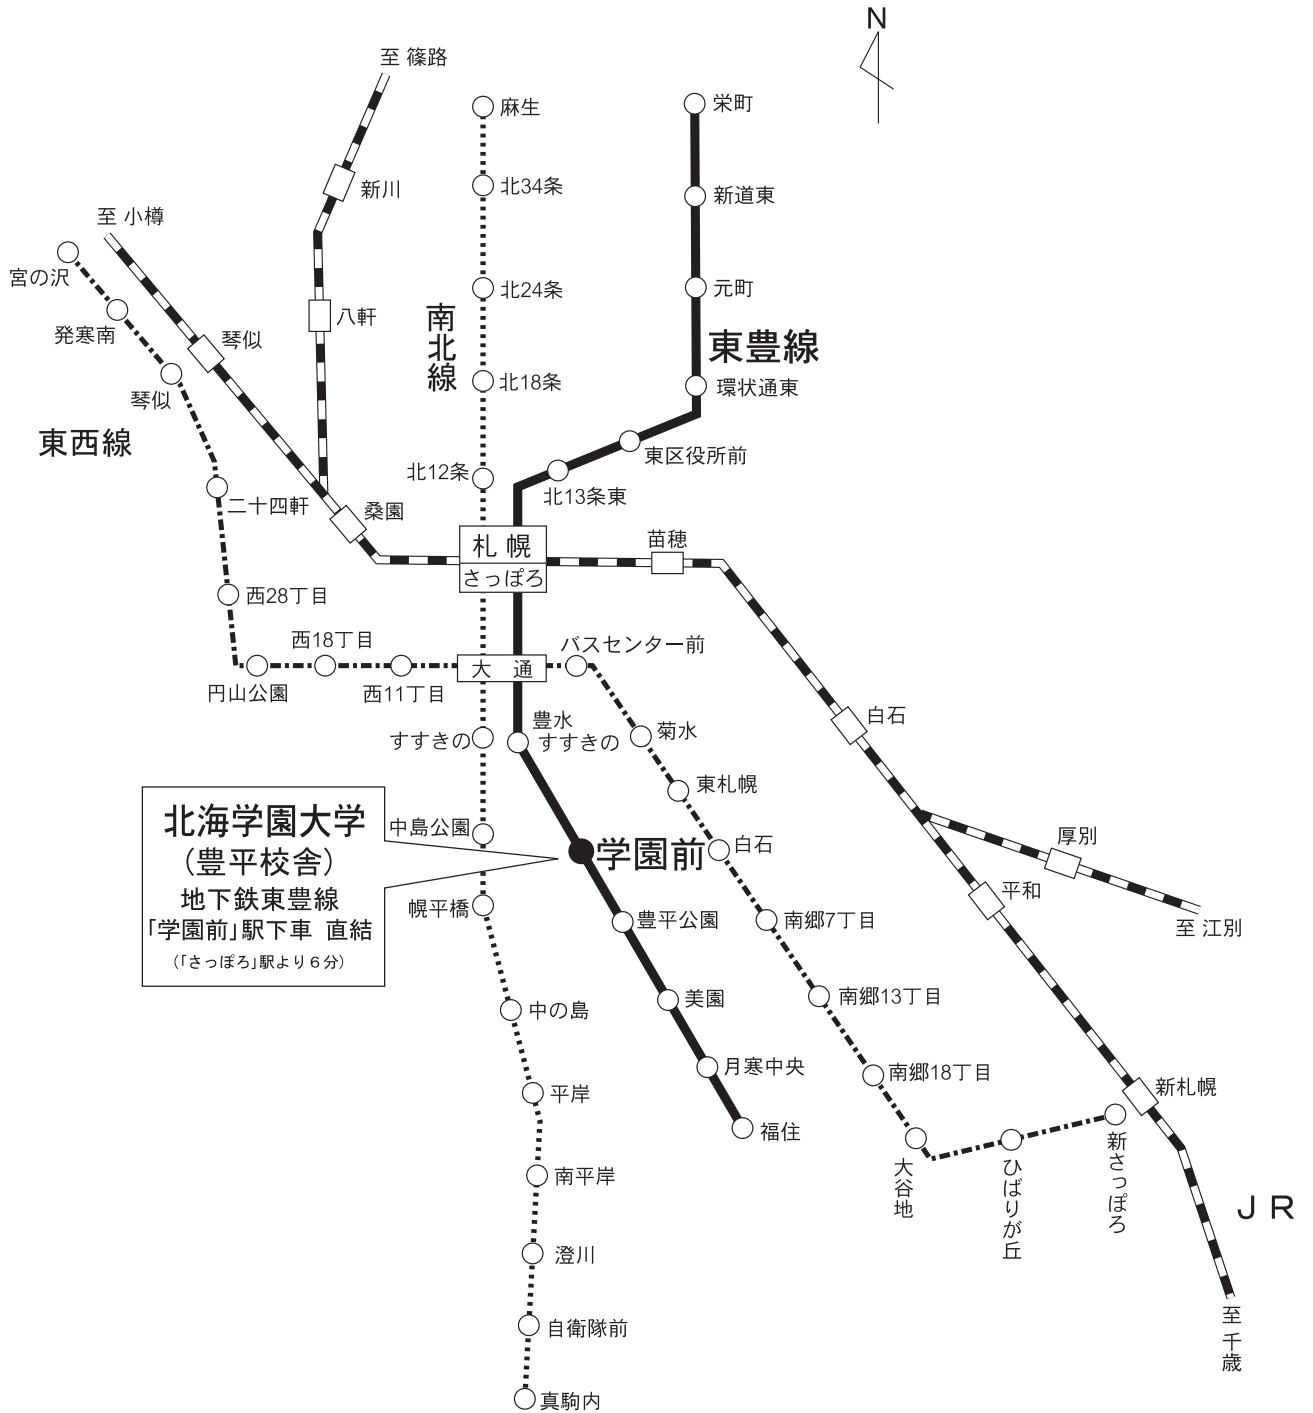 N
至 篠路
麻生
栄町
新川
北34条
新道東
至 小樽
宮の沢
発寒南
琴似
琴似
八軒
南北線
北24条
元町
東豊線
北18条
環状通東
東西線
北12条
東区役所前
北13条東
二十四軒
桑園
札幌
さっぽろ
苗穂
西28丁目
西18丁目
円山公園
西11丁目
大通
バスセンター前
すすきの
豊水
すすきの
菊水
白石
東札幌
北海学園大学
(豊平校舎)
地下鉄東豊線
「学園前」駅下車 直結
(「さっぽろ」駅より6分)
中島公園
学園前
白石
厚別
平和
至 江別
幌平橋
豊平公園
南郷7丁目
中の島
美園
南郷13丁目
平岸
月寒中央
南郷18丁目
新札幌
福住
大谷地
ひばりが丘
新さっぽろ
南平岸
JR
澄川
自衛隊前
至千歳
真駒内